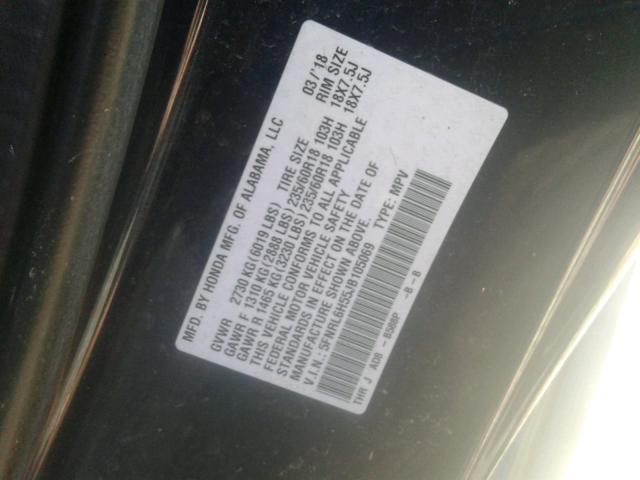 MFD. BY HONDA MFG. OF ALABAMA, LLC 03/'18
GVWR 2730 KG(6019 LBS) TIRE SIZE RIM SIZE
GAWR F 1310 KG(2888 LBS) 235/60R18 103H 18X7.5J
GAWR R 1465 KG(3230 LBS) 235/60R18 103H 18X7.5J
THIS VEHICLE CONFORMS TO ALL APPLICABLE
FEDERAL MOTOR VEHICLE SAFETY
STANDARDS IN EFFECT ON THE DATE OF
MANUFACTURE SHOWN ABOVE.
V.I.N.: 5FNRL6H55JB105069 TYPE: MPV
THR J A08 - B588P -B-B